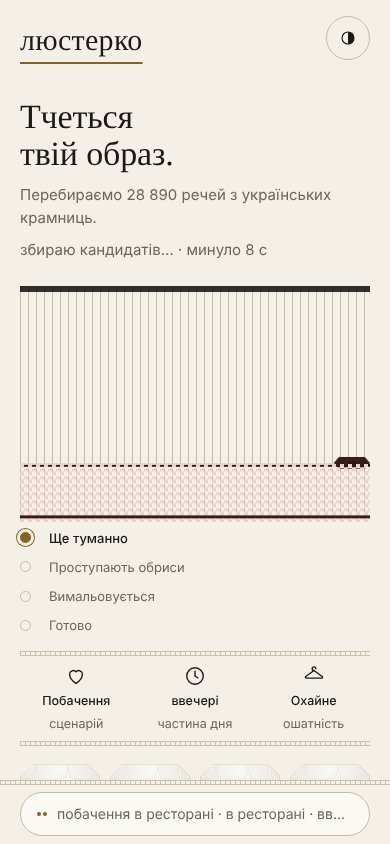 люстерко
Тчеться
твій образ.
Перебираємо 28 890 речей з українських
крамниць.
збираю кандидатів... · минуло 8 с
Ще туманно
Проступають обриси
Вимальовується
Готово
Побачення
ввечері
Охайне
сценарій
частина дня
ошатність
побачення в ресторані · в ресторані · вв...